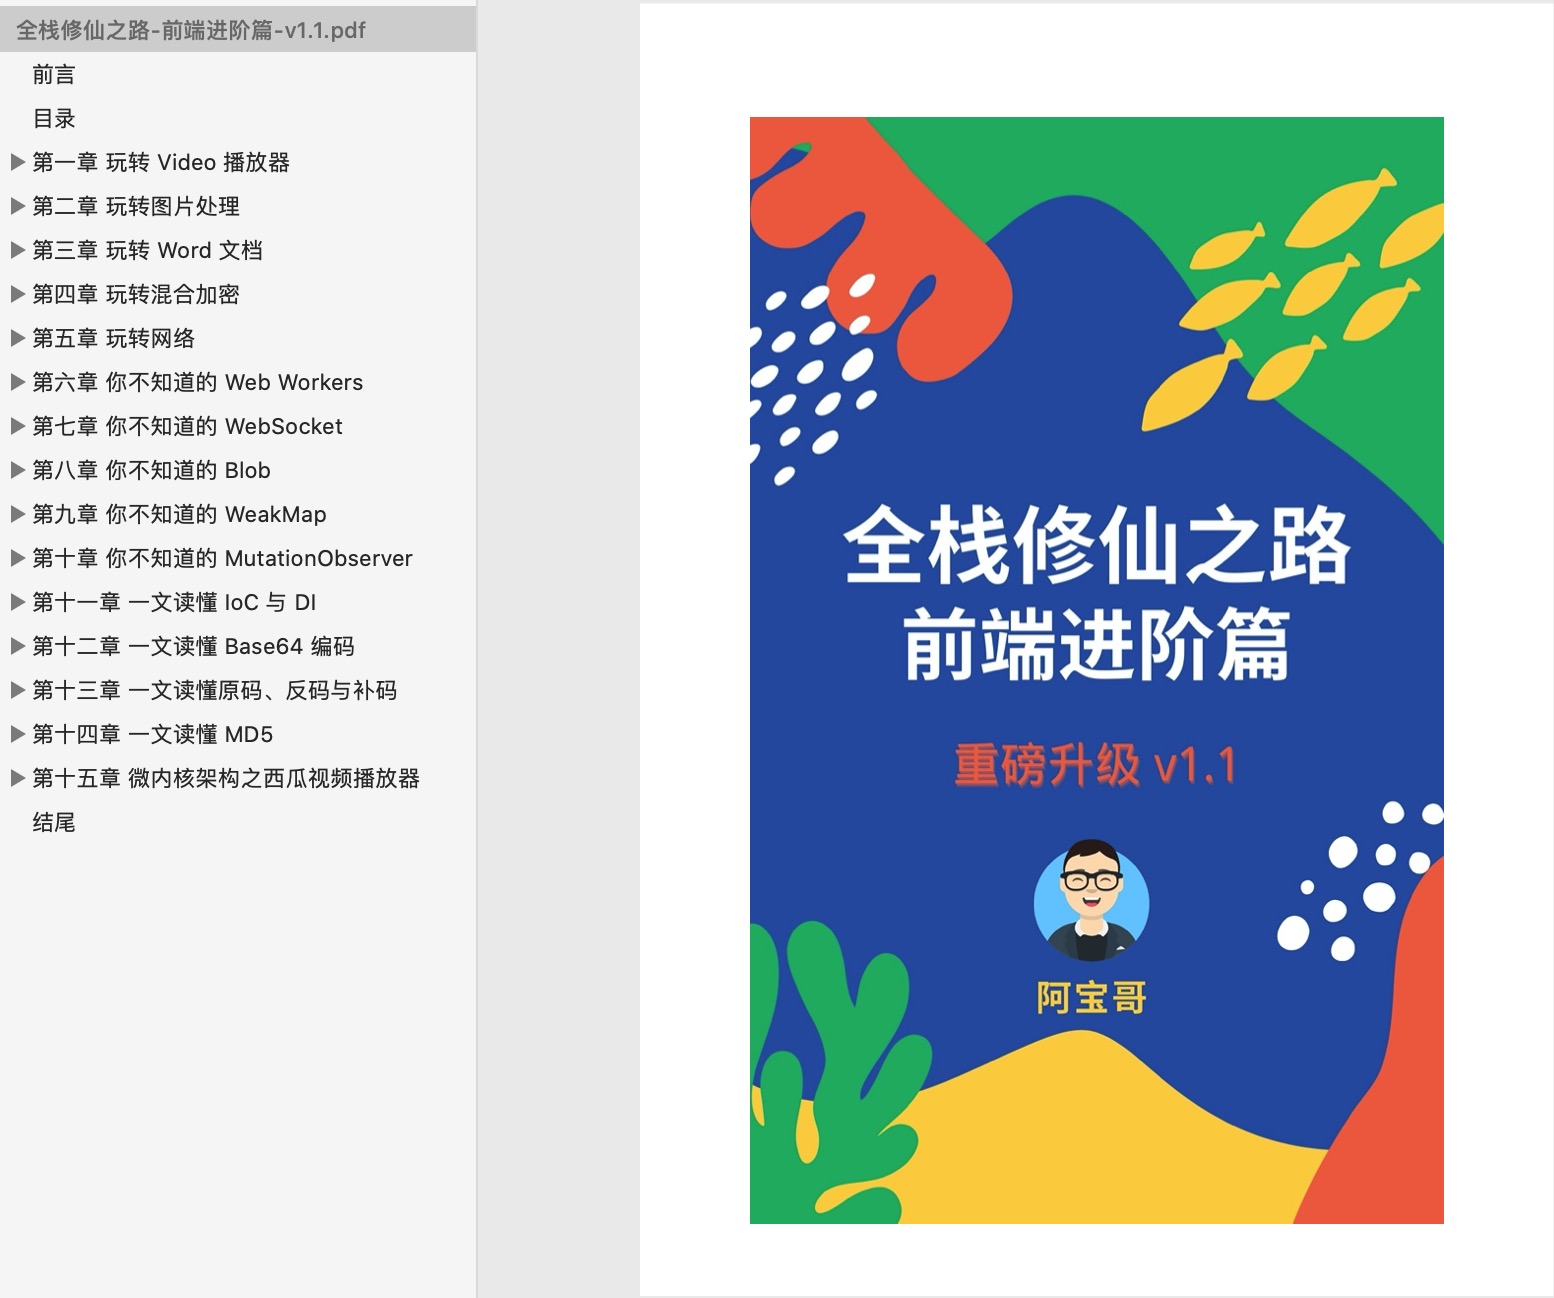 全栈修仙之路-前端进阶篇-v1.1.pdf
前言
目录
第一章 玩转 Video 播放器
第二章 玩转图片处理
第三章 玩转 Word 文档
第四章 玩转混合加密
第五章 玩转网络
第六章 你不知道的 Web Workers
第七章 你不知道的 WebSocket
第八章 你不知道的 Blob
第九章 你不知道的 WeakMap
第十章 你不知道的 MutationObserver
第十一章 一文读懂 IoC 与 DI
第十二章 一文读懂 Base64 编码
第十三章 一文读懂原码、反码与补码
第十四章 一文读懂 MD5
第十五章 微内核架构之西瓜视频播放器
结尾
全栈修仙之路
前端进阶篇
重磅升级 v1.1
阿宝哥